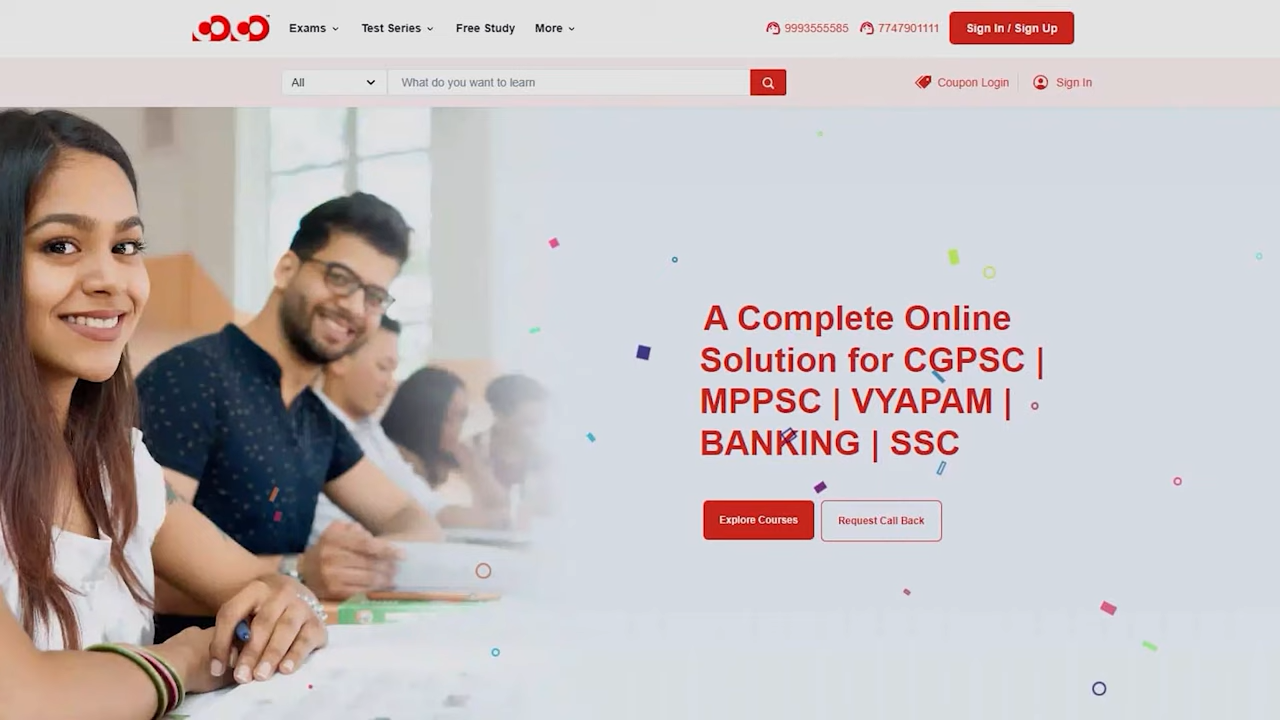 Exams
Test Series
Free Study
More
9993555585
7747901111
Sign In / Sign Up
All
What do you want to learn
Coupon Login
Sign In
A Complete Online
Solution for CGPSC |
MPPSC | VYAPAM |
BANKING | SSC
Explore Courses
Request Call Back